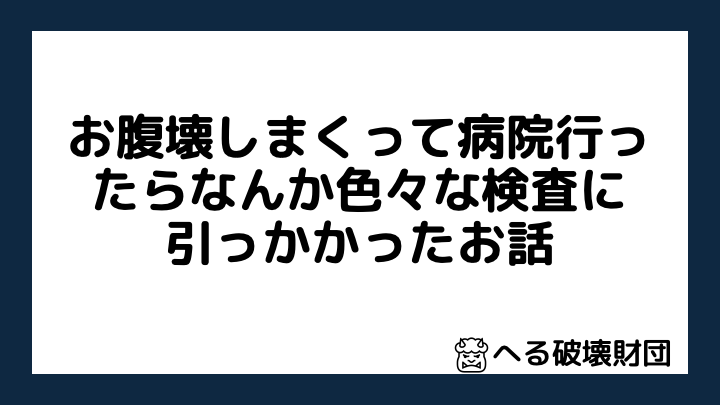 お腹壊しまくって病院行っ
たらなんか色々な検査に
引っかかったお話
へる破壊財団